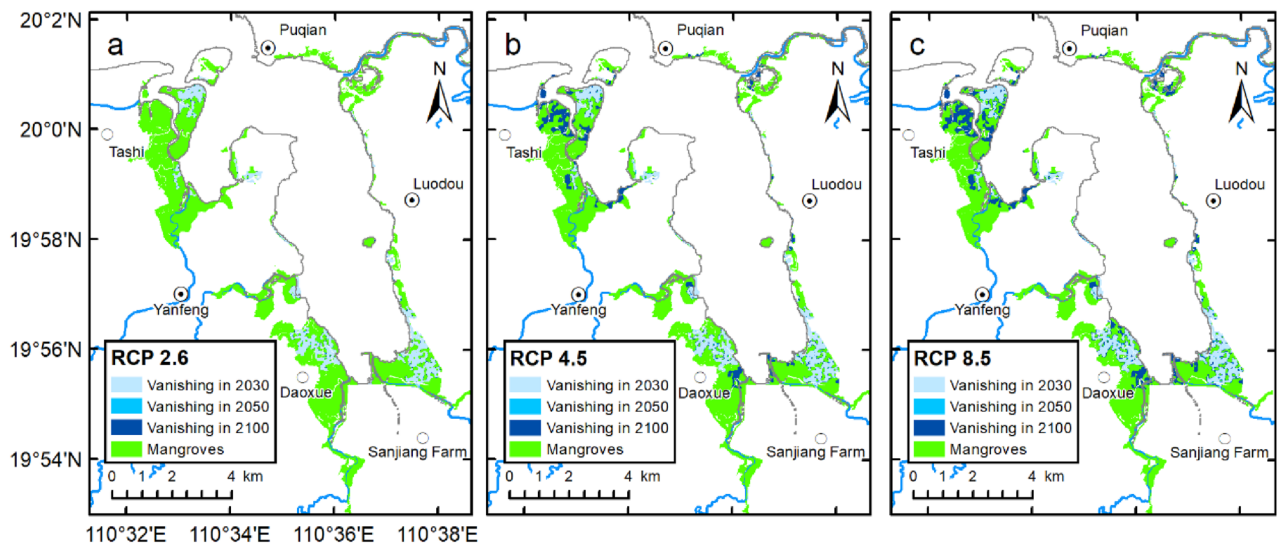 20°2'N
20°0'N
19°58'N
19°56'N
19°54'N
a
Puqian
N
Tashi
Luodou
Yanfeng
RCP 2.6
Vanishing in 2030
Vanishing in 2050
Vanishing in 2100
Mangroves
Daoxue
Sanjiang Farm
0 1 2 4 km
110°32'E 110°34'E 110°36'E 110°38'E
b
Puqian
N
Tashi
Luodou
Yanfeng
RCP 4.5
Vanishing in 2030
Vanishing in 2050
Vanishing in 2100
Mangroves
Daoxue
Sanjiang Farm
0 1 2 4 km
c
Puqian
N
Tashi
Luodou
Yanfeng
RCP 8.5
Vanishing in 2030
Vanishing in 2050
Vanishing in 2100
Mangroves
Daoxue
Sanjiang Farm
0 1 2 4 km